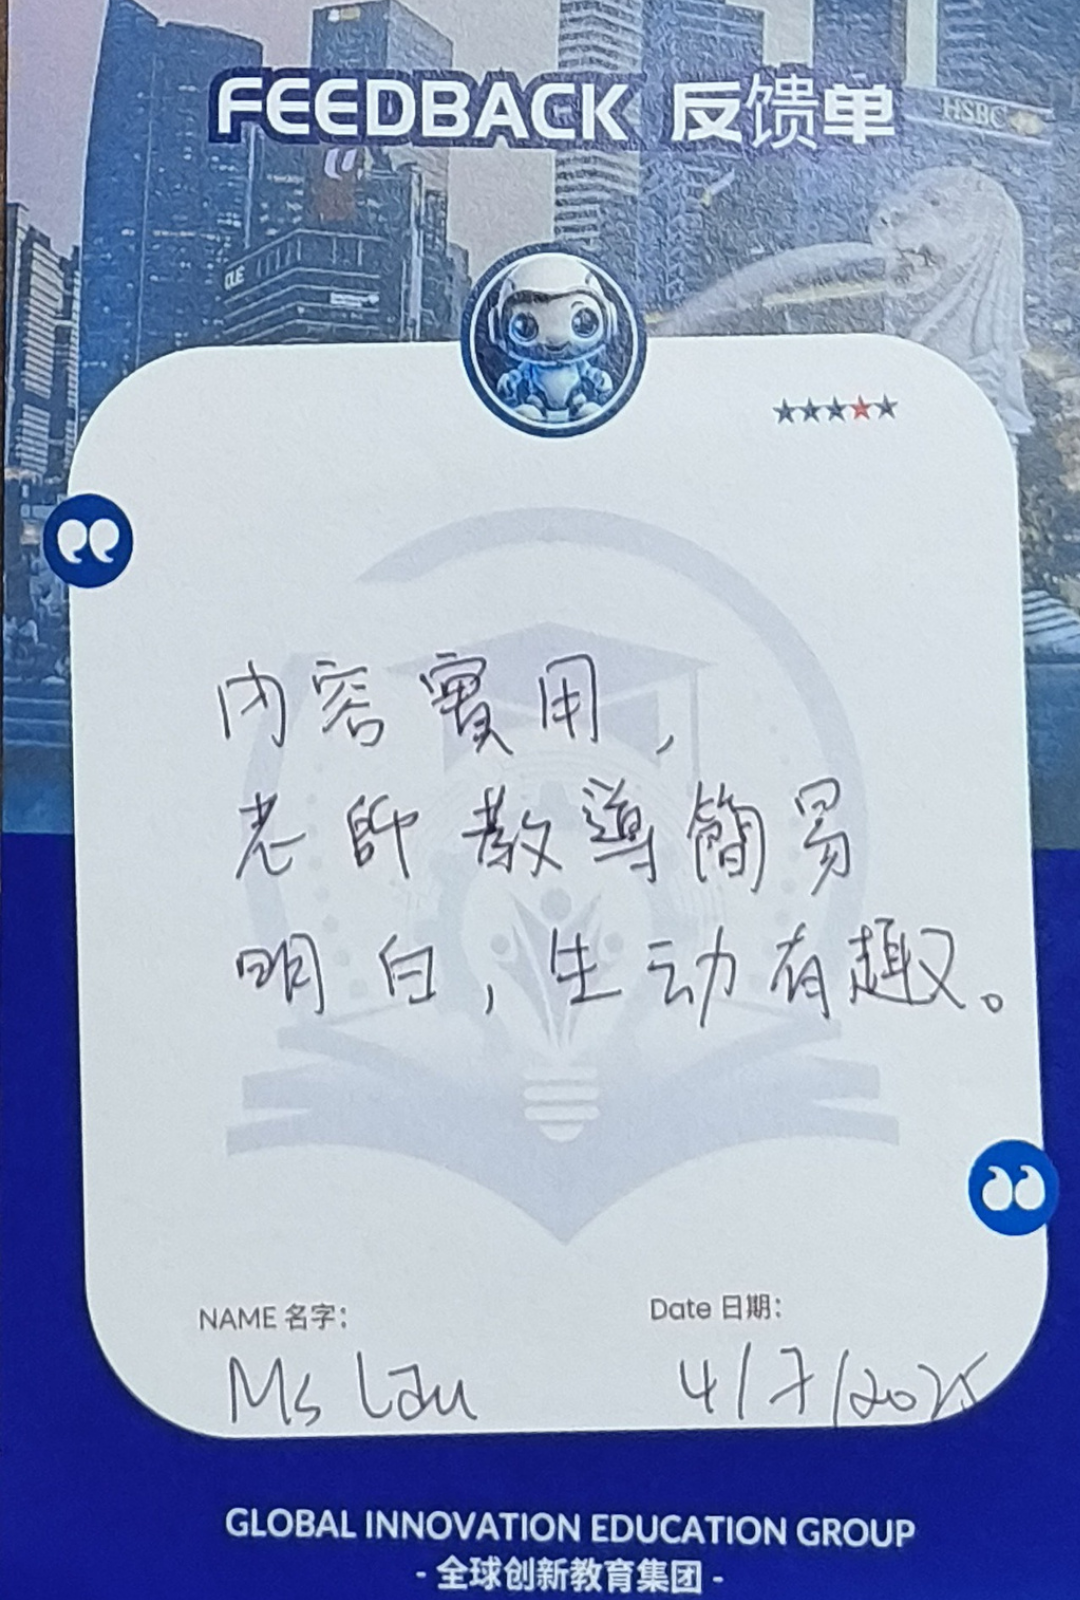 FEEDBACK 反馈单
HSBC
内容實用,
老師教導簡易
明白,生动有趣。
NAME 名字:
Date 日期:
Ms Lau
4/7/2025
GLOBAL INNOVATION EDUCATION GROUP
- 全球创新教育集团 -